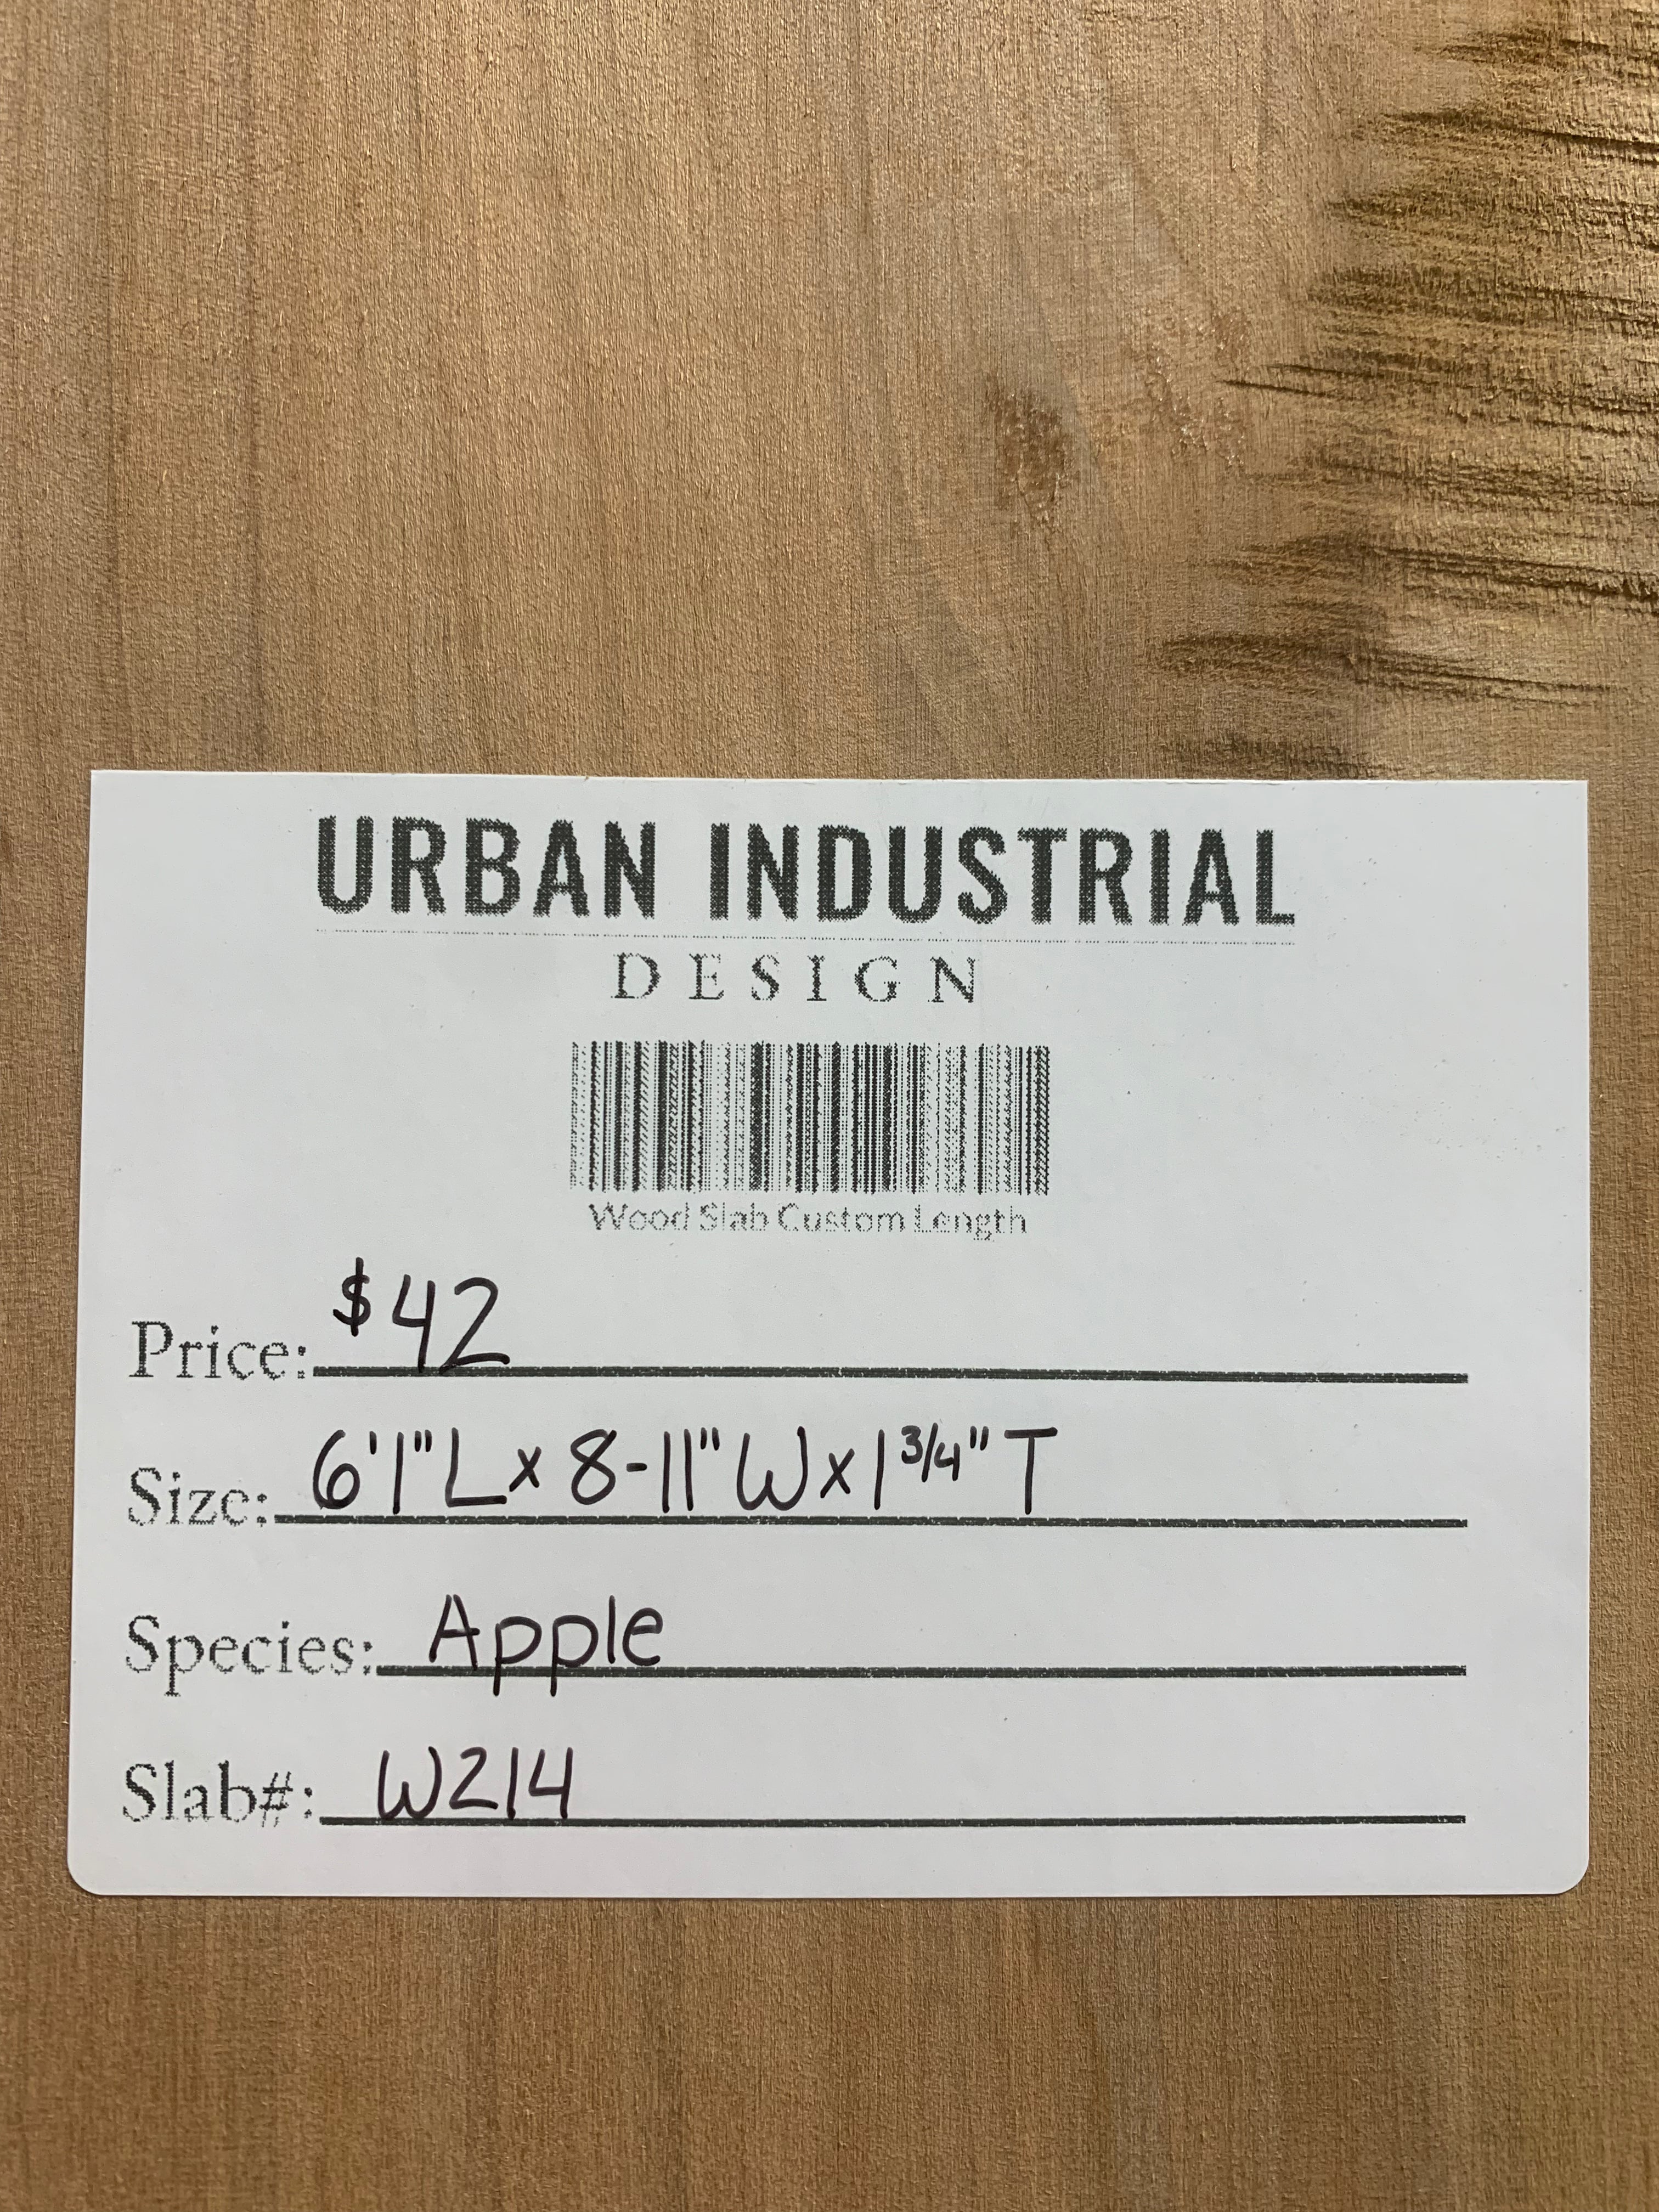 URBAN INDUSTRIAL
DESIGN
Wood Slab Custom Length
Price: $42
Size: 6'1"L x 8-11" W x 1 3/4" T
Species: Apple
Slab#: W214